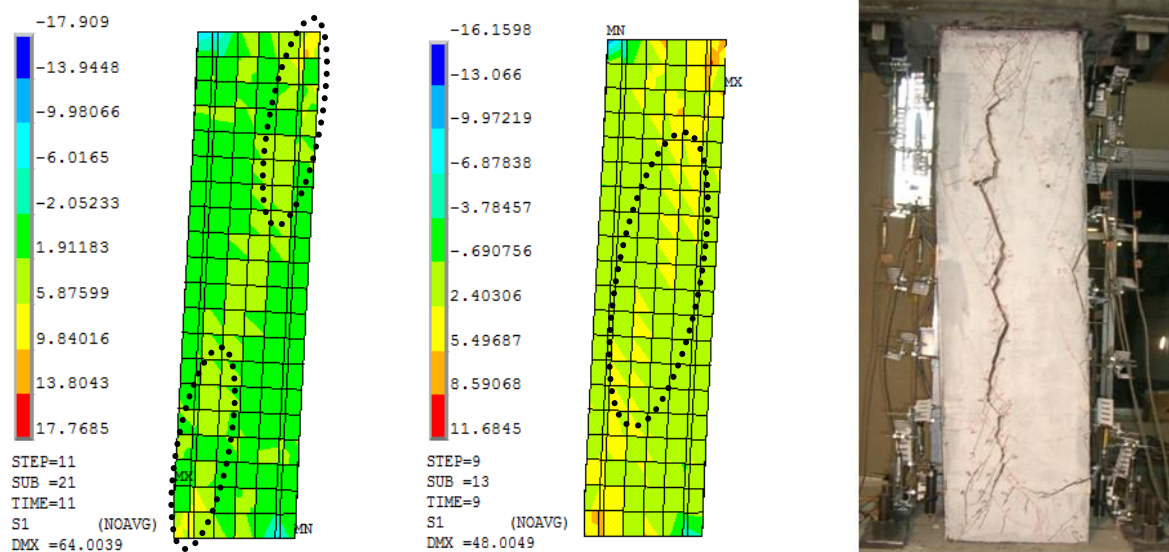 -17.909
-13.9448
-9.98066
-6.0165
-2.05233
1.91183
5.87599
9.84016
13.8043
17.7685
STEP=11
SUB =21
TIME=11
S1 (NOAVG)
DMX =64.0039
MX
MN
-16.1598
-13.066
-9.97219
-6.87838
-3.78457
-.690756
2.40306
5.49687
8.59068
11.6845
STEP=9
SUB =13
TIME=9
S1 (NOAVG)
DMX =48.0049
MN
MX